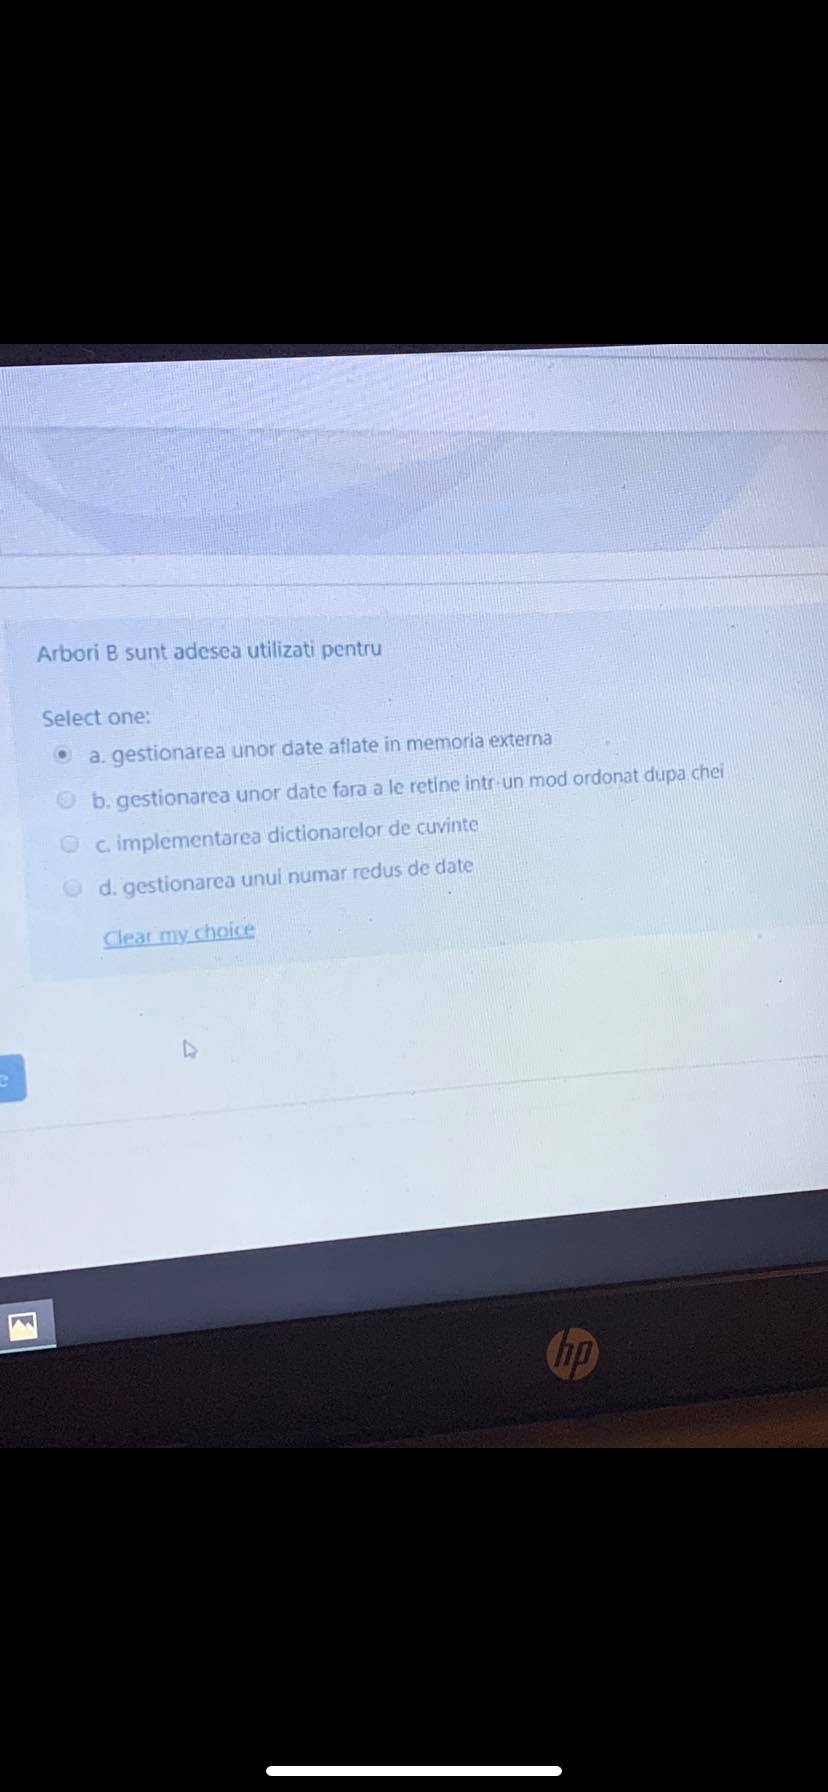 Arbori B sunt adesea utilizati pentru
Select one:
a. gestionarea unor date aflate in memoria externa
b. gestionarea unor date fara a le retine intr-un mod ordonat dupa chei
c. implementarea dictionarelor de cuvinte
d. gestionarea unui numar redus de date
Clear my choice
e
hp